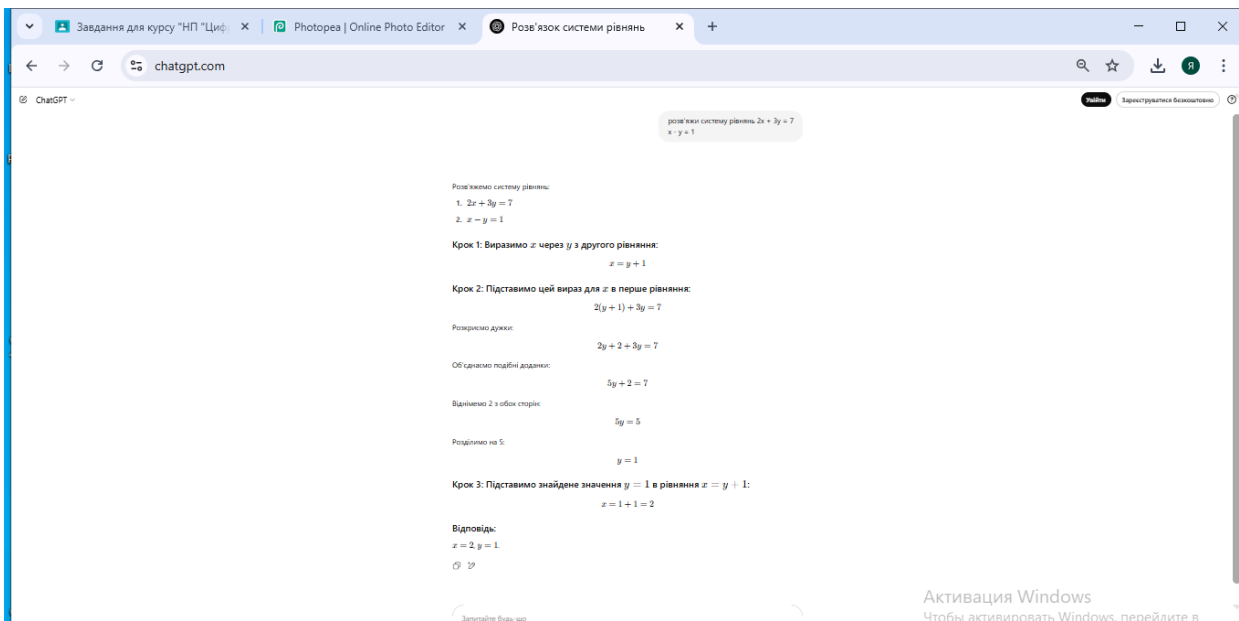 Завдання для курсу "НП "Циф
Photopea | Online Photo Editor
Розв'язок системи рівнянь
chatgpt.com
Я
ChatGPT
Увійти
Зареєструватися безкоштовно
розв'яжи систему рівнянь 2x + 3y = 7
x - y = 1
Розв'яжемо систему рівнянь:
1. 2x + 3y = 7
2. x − y = 1
Крок 1: Виразимо x через y з другого рівняння:
x = y + 1
Крок 2: Підставимо цей вираз для x в перше рівняння:
2(y + 1) + 3y = 7
Розкриємо дужки:
2y + 2 + 3y = 7
Об'єднаємо подібні доданки:
5y + 2 = 7
Віднімемо 2 з обох сторін:
5y = 5
Розділимо на 5:
y = 1
Крок 3: Підставимо знайдене значення y = 1 в рівняння x = y + 1:
x = 1 + 1 = 2
Відповідь:
x = 2, y = 1.
Запитайте будь-що
Активация Windows
Чтобы активировать Windows, перейдите в